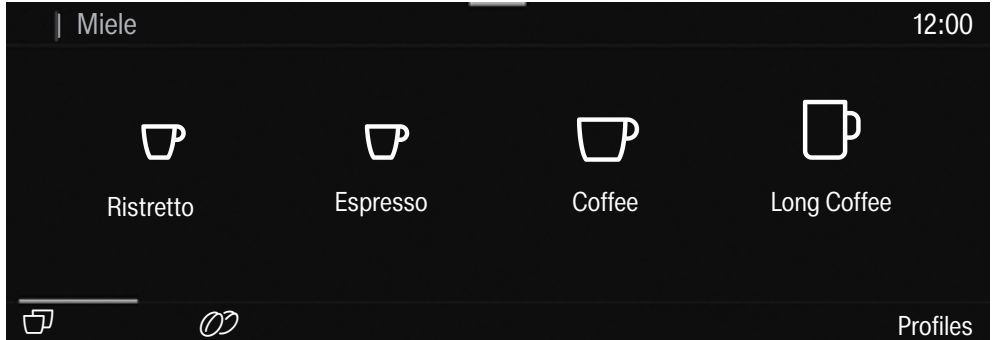 Miele
12:00
Ristretto
Espresso
Coffee
Long Coffee
Profiles